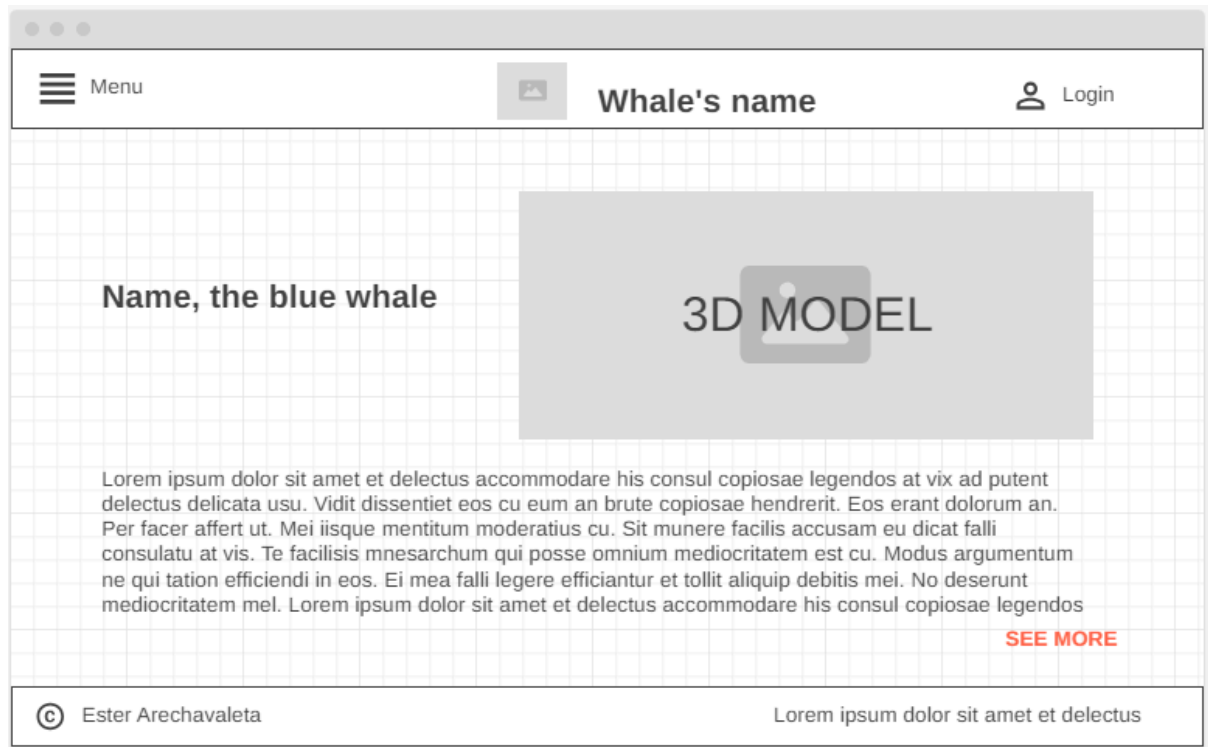 Menu
Whale's name
Login
Name, the blue whale
3D MODEL
Lorem ipsum dolor sit amet et delectus accommodare his consul copiosae legendos at vix ad putent
delectus delicata usu. Vidit dissentiet eos cu eum an brute copiosae hendrerit. Eos erant dolorum an.
Per facer affert ut. Mei iisque mentitum moderatius cu. Sit munere facilis accusam eu dicat falli
consulatu at vis. Te facilisis mnesarchum qui posse omnium mediocritatem est cu. Modus argumentum
ne qui tation efficiendi in eos. Ei mea falli legere efficiantur et tollit aliquip debitis mei. No deserunt
mediocritatem mel. Lorem ipsum dolor sit amet et delectus accommodare his consul copiosae legendos
SEE MORE
© Ester Arechavaleta
Lorem ipsum dolor sit amet et delectus